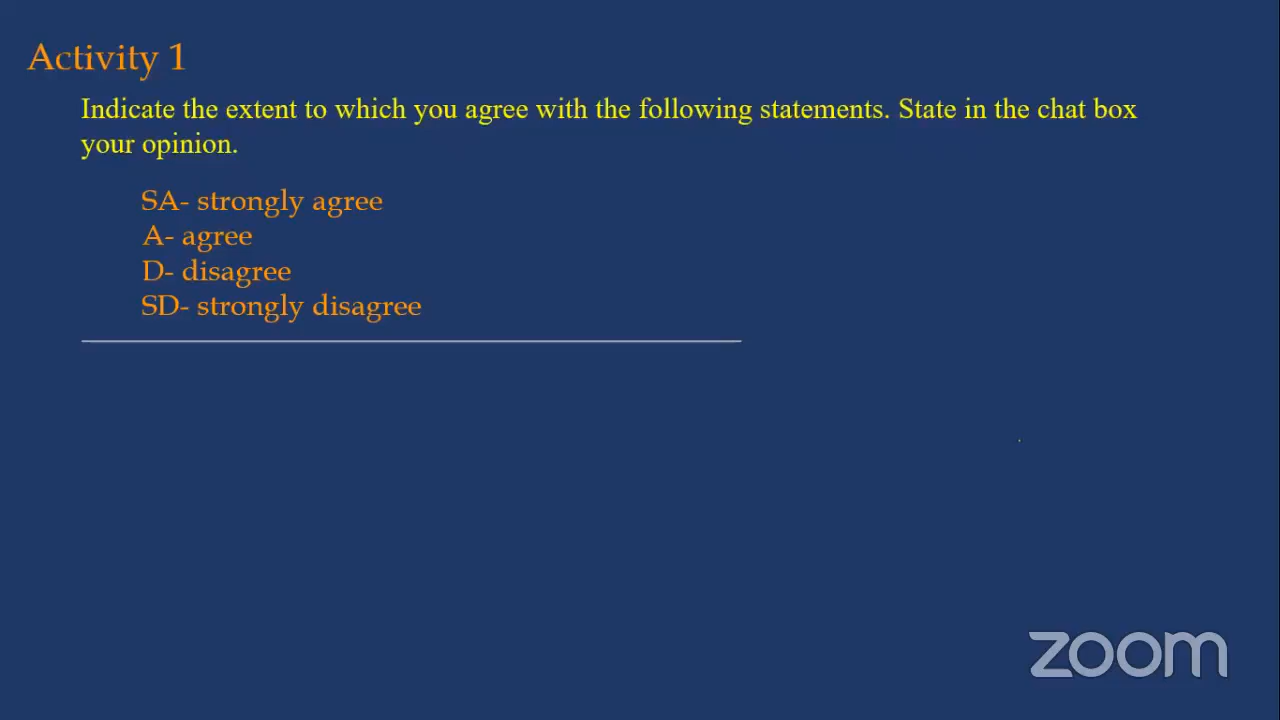 Activity 1
Indicate the extent to which you agree with the following statements. State in the chat box
your opinion.
SA- strongly agree
A- agree
D- disagree
SD- strongly disagree
zoom